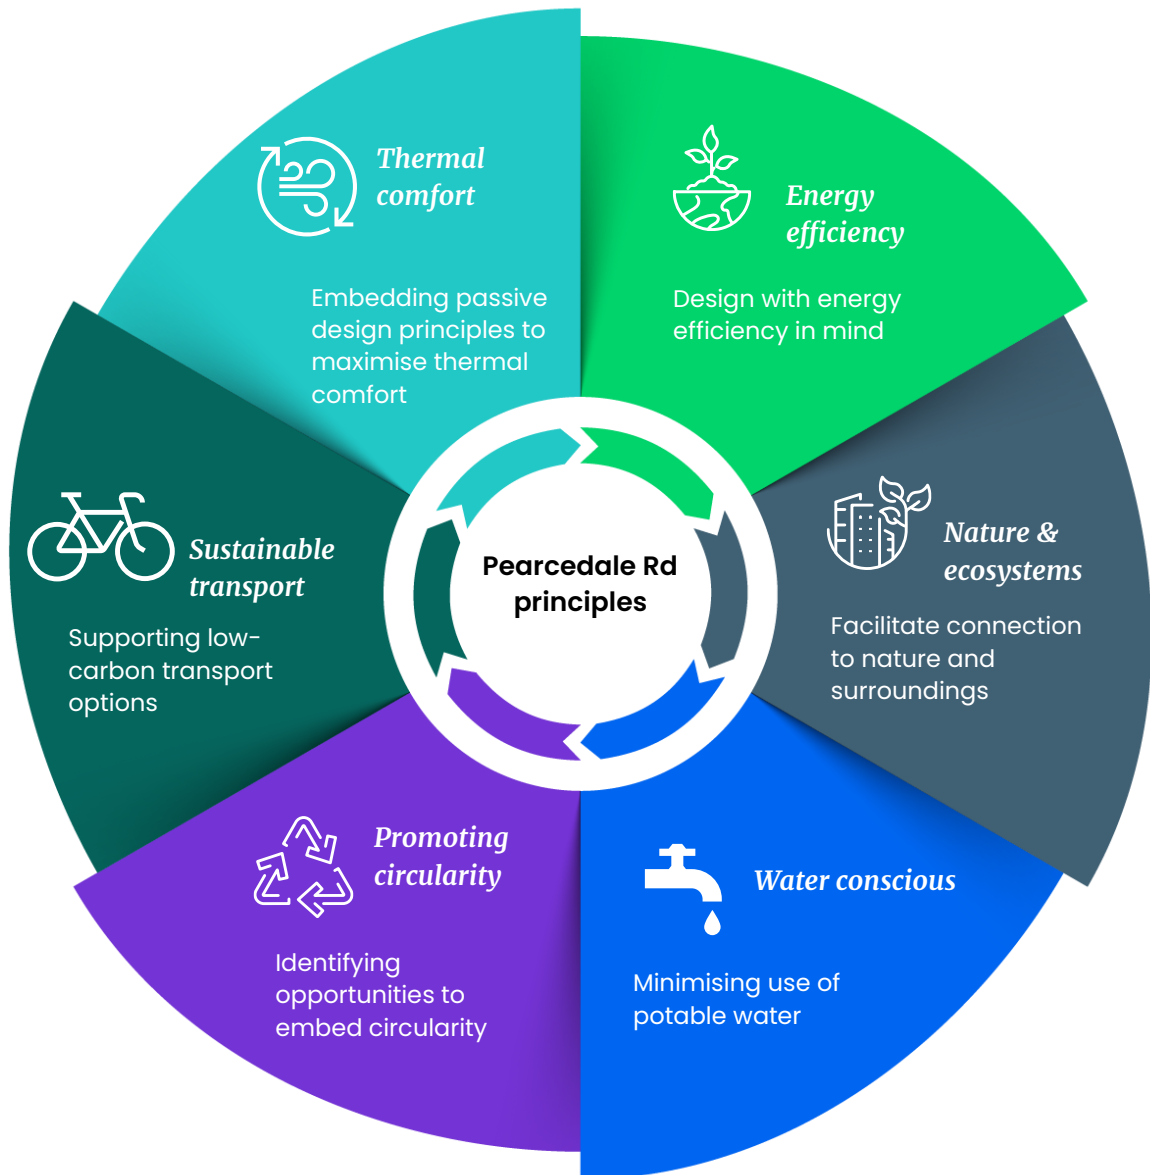 Thermal
comfort
Embedding passive
design principles to
maximise thermal
comfort
Energy
efficiency
Design with energy
efficiency in mind
Sustainable
transport
Supporting low-
carbon transport
options
Pearcedale Rd
principles
Nature &
ecosystems
Facilitate connection
to nature and
surroundings
Promoting
circularity
Identifying
opportunities to
embed circularity
Water conscious
Minimising use of
potable water